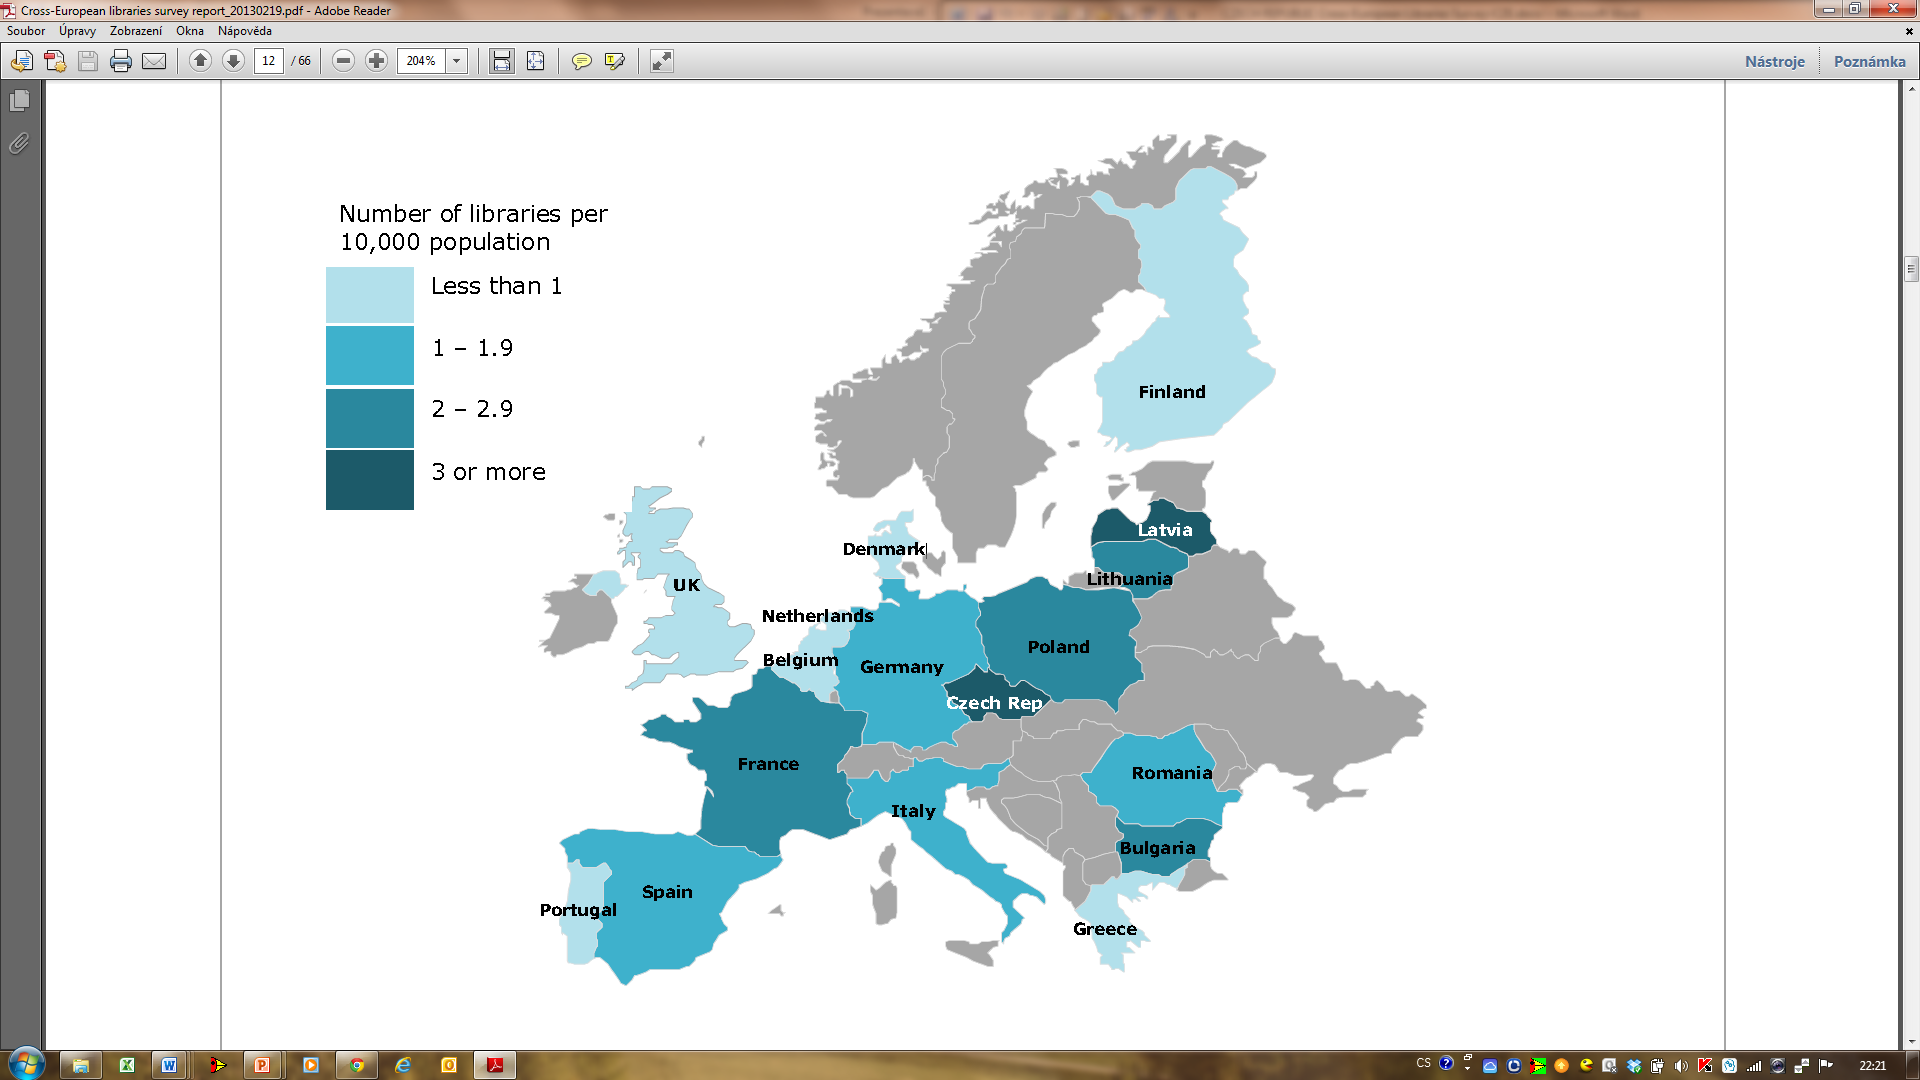 Cross-European libraries survey report_20130219.pdf - Adobe Reader
Soubor Úpravy Zobrazení Okna Nápověda
12 / 66 204% Nástroje Poznámka
Number of libraries per
10,000 population
Less than 1
1 – 1.9
2 – 2.9
3 or more
Finland
Latvia
Denmark
Lithuania
UK
Netherlands
Poland
Belgium
Germany
Czech Rep
France
Romania
Italy
Bulgaria
Spain
Portugal
Greece
CS 22:21